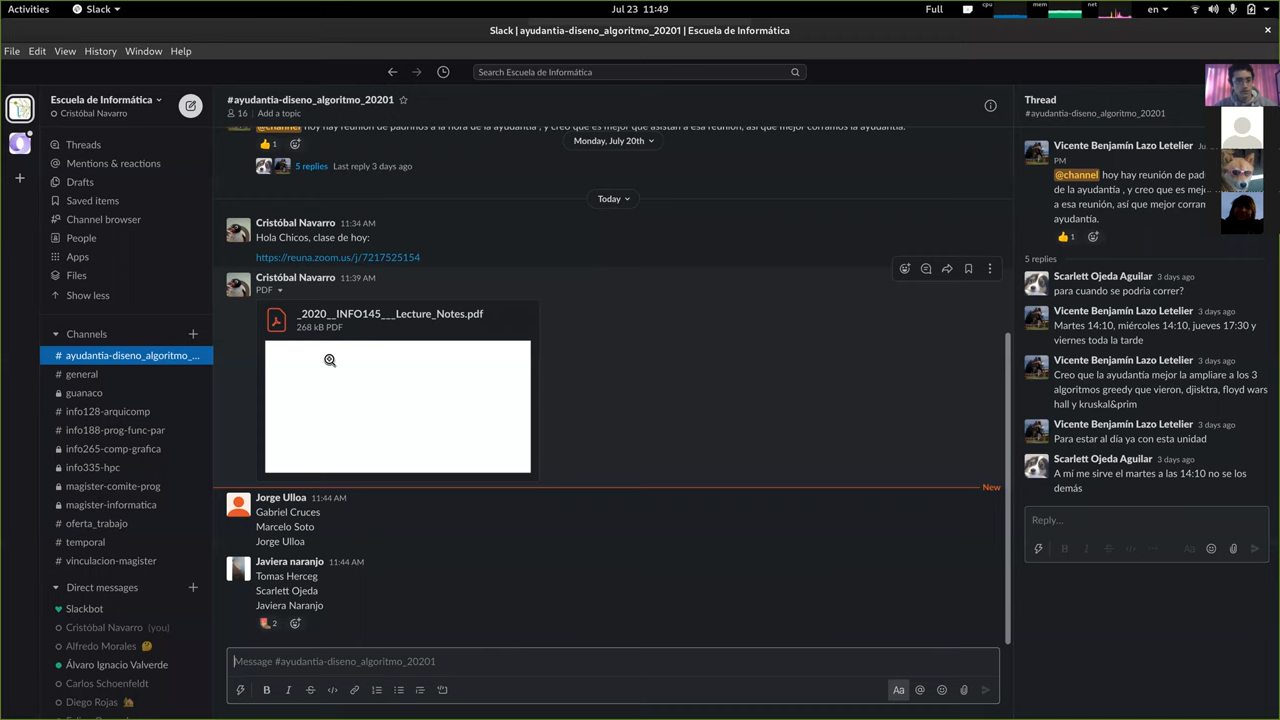 Activities
Slack
Jul 23 11:49
Full
cpu
mem
net
en
Slack | ayudantia-diseno_algoritmo_20201 | Escuela de Informática
File Edit View History Window Help
Search Escuela de Informática
Escuela de Informática
Cristóbal Navarro
Threads
Mentions & reactions
Drafts
Saved items
Channel browser
People
Apps
Files
Show less
Channels
# ayudantia-diseno_algoritmo_...
# general
guanaco
# info128-arquicomp
# info188-prog-func-par
info265-comp-grafica
info335-hpc
# magister-comite-prog
magister-informatica
# oferta_trabajo
# temporal
# vinculacion-magister
Direct messages
Slackbot
Cristóbal Navarro (you)
Alfredo Morales
Álvaro Ignacio Valverde
Carlos Schoenfeldt
Diego Rojas
#ayudantia-diseno_algoritmo_20201
16 Add a topic
@channel hoy hay reunión de padrinos a la hora de la ayudantia , y creo que es mejor que asistan a esa reunión, así que mejor corramos la ayudantía.
Monday, July 20th
1
5 replies Last reply 3 days ago
Today
Cristóbal Navarro 11:34 AM
Hola Chicos, clase de hoy:
https://reuna.zoom.us/j/7217525154
Cristóbal Navarro 11:39 AM
PDF
_2020__INFO145___Lecture_Notes.pdf
268 kB PDF
New
Jorge Ulloa 11:44 AM
Gabriel Cruces
Marcelo Soto
Jorge Ulloa
Javiera naranjo 11:44 AM
Tomas Herceg
Scarlett Ojeda
Javiera Naranjo
2
Message #ayudantia-diseno_algoritmo_20201
Thread
#ayudantia-diseno_algoritmo_20201
Vicente Benjamín Lazo Letelier
PM
@channel hoy hay reunión de pad
de la ayudantia , y creo que es mej
a esa reunión, así que mejor corran
ayudantía.
1
5 replies
Scarlett Ojeda Aguilar 3 days ago
para cuando se podria correr?
Vicente Benjamín Lazo Letelier 3 days ago
Martes 14:10, miércoles 14:10, jueves 17:30 y
viernes toda la tarde
Vicente Benjamín Lazo Letelier 3 days ago
Creo que la ayudantía mejor la ampliare a los 3
algoritmos greedy que vieron, djisktra, floyd wars
hall y kruskal&prim
Vicente Benjamín Lazo Letelier 3 days ago
Para estar al día ya con esta unidad
Scarlett Ojeda Aguilar 3 days ago
A mí me sirve el martes a las 14:10 no se los
demás
Reply...